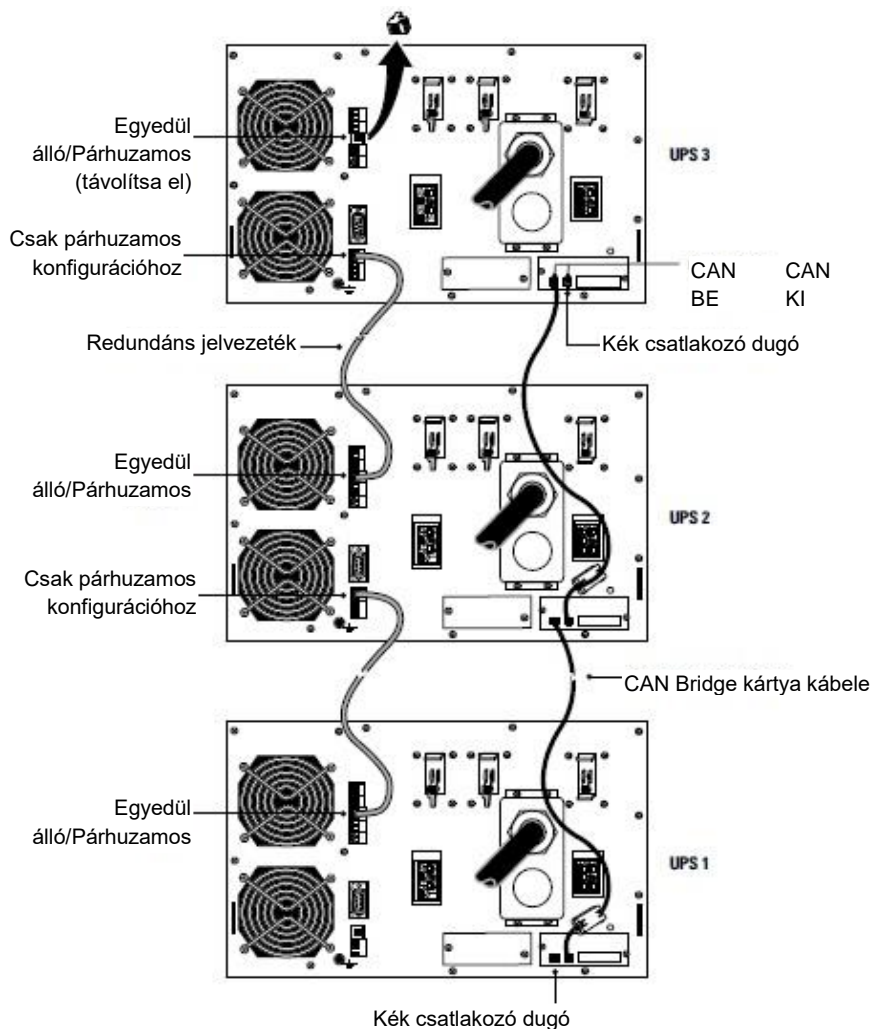 Egyedül
álló/Párhuzamos
(távolítsa el)
UPS 3
Csak párhuzamos
konfigurációhoz
CAN CAN
BE KI
Redundáns jelvezeték
Kék csatlakozó dugó
Egyedül
álló/Párhuzamos
UPS 2
Csak párhuzamos
konfigurációhoz
CAN Bridge kártya kábele
Egyedül
álló/Párhuzamos
UPS 1
Kék csatlakozó dugó